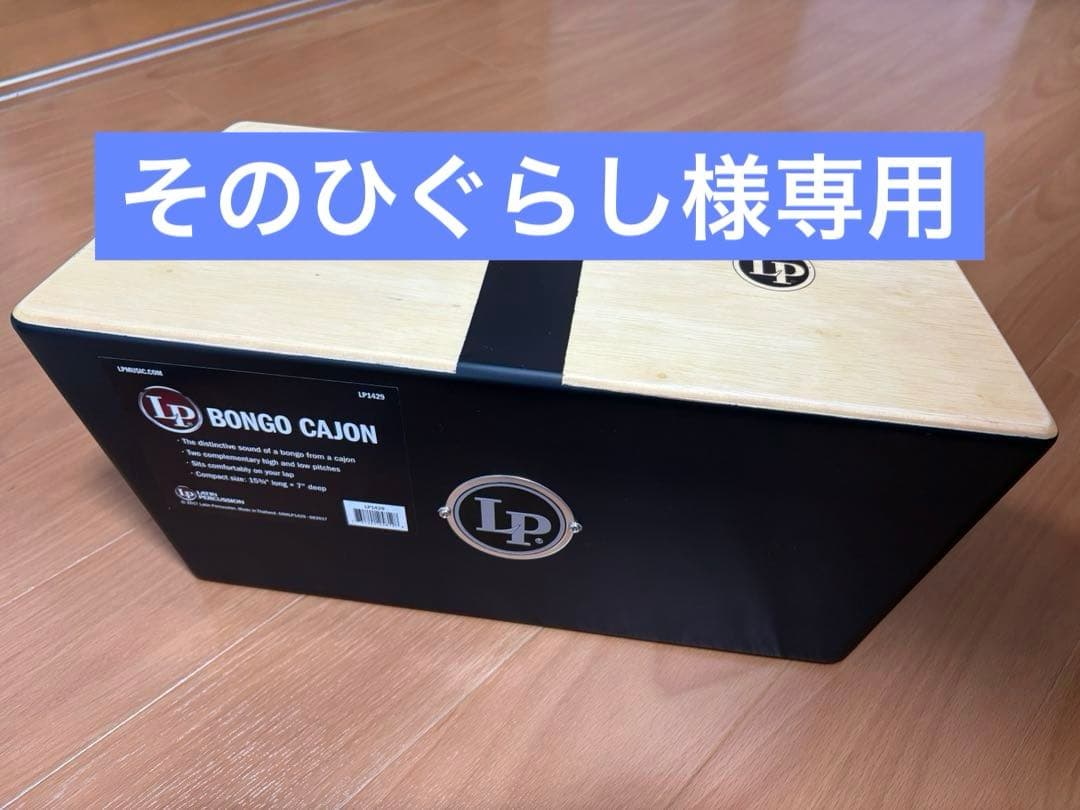 そのひぐらし様専用
LP
LPMUSIC.COM
LP1429
LP® BONGO CAJON
· The distinctive sound of a bongo from a cajon
· Two complementary high and low pitches
· Sits comfortably on your lap
· Compact size: 15¾" long × 7" deep
LP LATIN PERCUSSION
LP1429
LP®